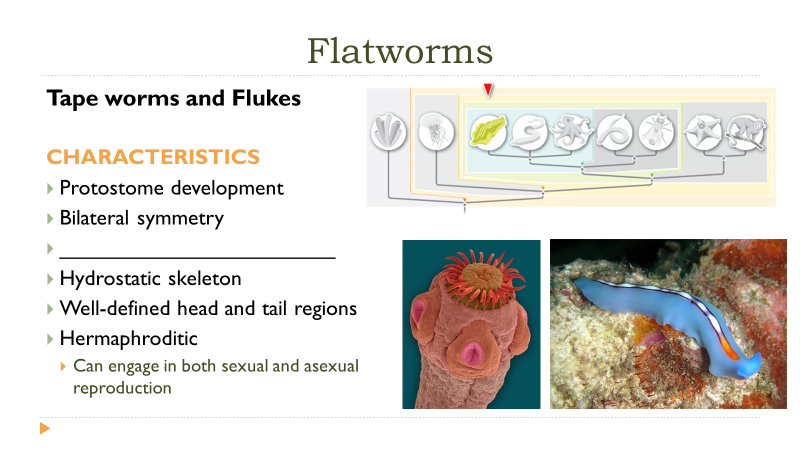 Flatworms
Tape worms and Flukes
CHARACTERISTICS
Protostome development
Bilateral symmetry
_________________________
Hydrostatic skeleton
Well-defined head and tail regions
Hermaphroditic
Can engage in both sexual and asexual
reproduction